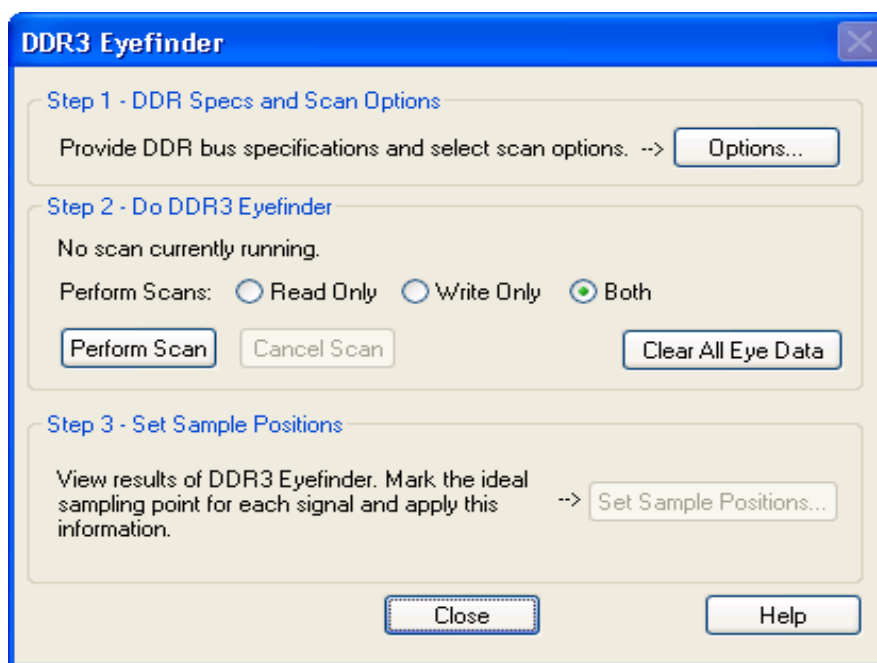 DDR3 Eyefinder
Step 1 - DDR Specs and Scan Options
Provide DDR bus specifications and select scan options. --> Options...
Step 2 - Do DDR3 Eyefinder
No scan currently running.
Perform Scans: Read Only Write Only Both
Perform Scan Cancel Scan Clear All Eye Data
Step 3 - Set Sample Positions
View results of DDR3 Eyefinder. Mark the ideal
sampling point for each signal and apply this
information.
--> Set Sample Positions...
Close Help